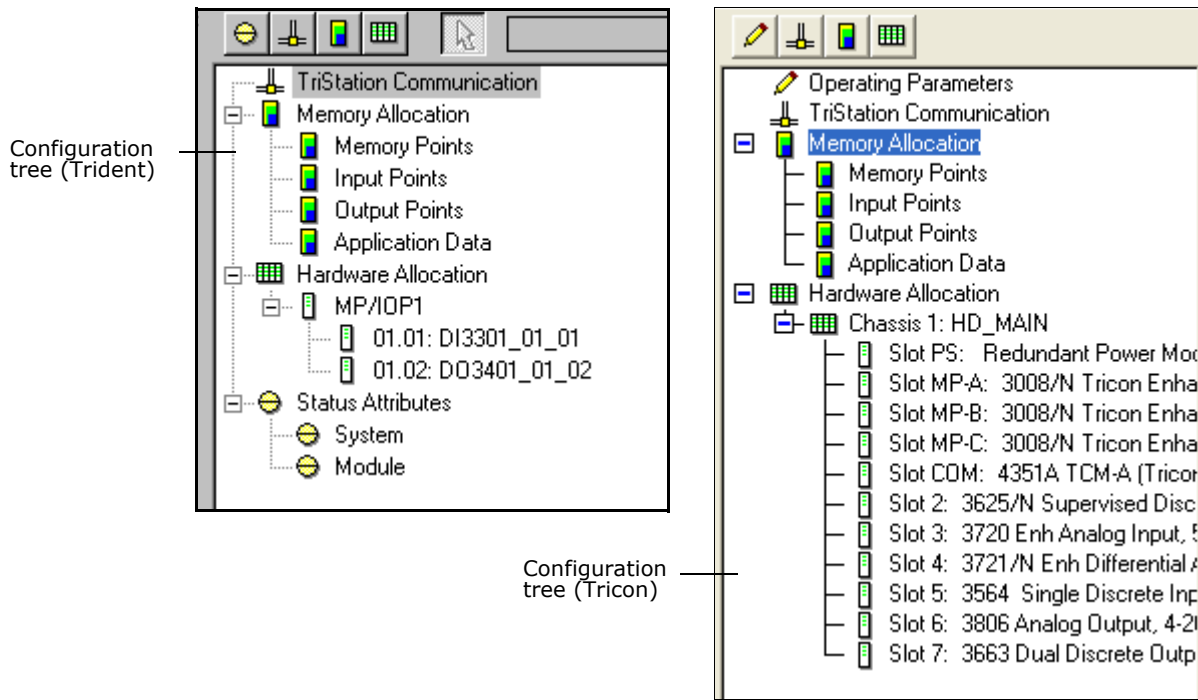 Configuration
tree (Trident)
TriStation Communication
Memory Allocation
Memory Points
Input Points
Output Points
Application Data
Hardware Allocation
MP/IOP1
01.01: DI3301_01_01
01.02: DO3401_01_02
Status Attributes
System
Module
Configuration
tree (Tricon)
Operating Parameters
TriStation Communication
Memory Allocation
Memory Points
Input Points
Output Points
Application Data
Hardware Allocation
Chassis 1: HD_MAIN
Slot PS: Redundant Power Mod
Slot MP-A: 3008/N Tricon Enha
Slot MP-B: 3008/N Tricon Enha
Slot MP-C: 3008/N Tricon Enha
Slot COM: 4351A TCM-A (Tricon
Slot 2: 3625/N Supervised Disc
Slot 3: 3720 Enh Analog Input,
Slot 4: 3721/N Enh Differential
Slot 5: 3564 Single Discrete Inp
Slot 6: 3806 Analog Output, 4-20
Slot 7: 3663 Dual Discrete Outp